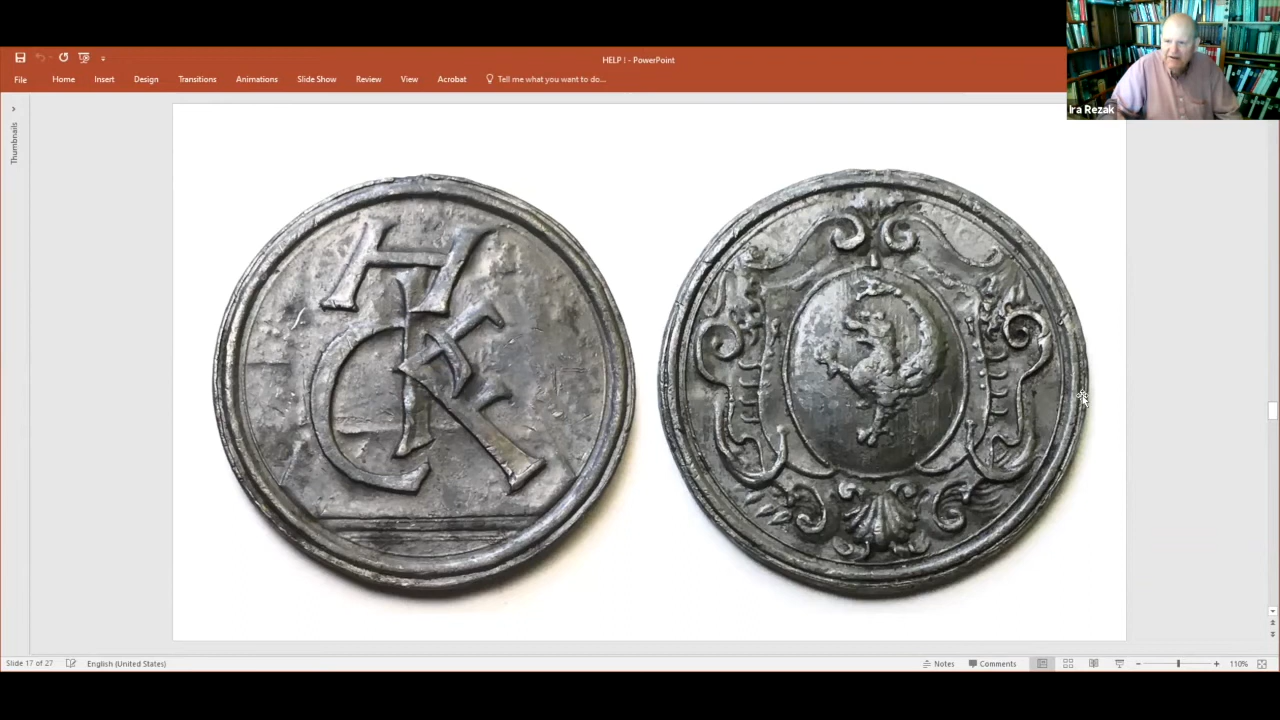 HELP ! - PowerPoint
File Home Insert Design Transitions Animations Slide Show Review View Acrobat Tell me what you want to do...
Ira Rezak
Thumbnails
H
I
C
R
Slide 17 of 27 English (United States) Notes Comments 110%